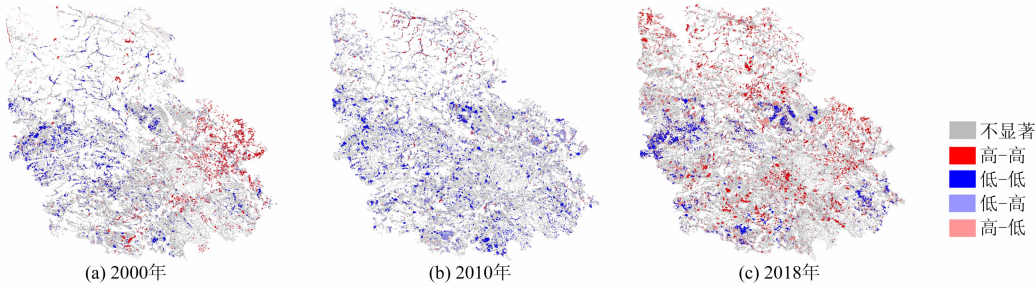 不显著
高-高
低-低
低-高
高-低
(a) 2000年
(b) 2010年
(c) 2018年